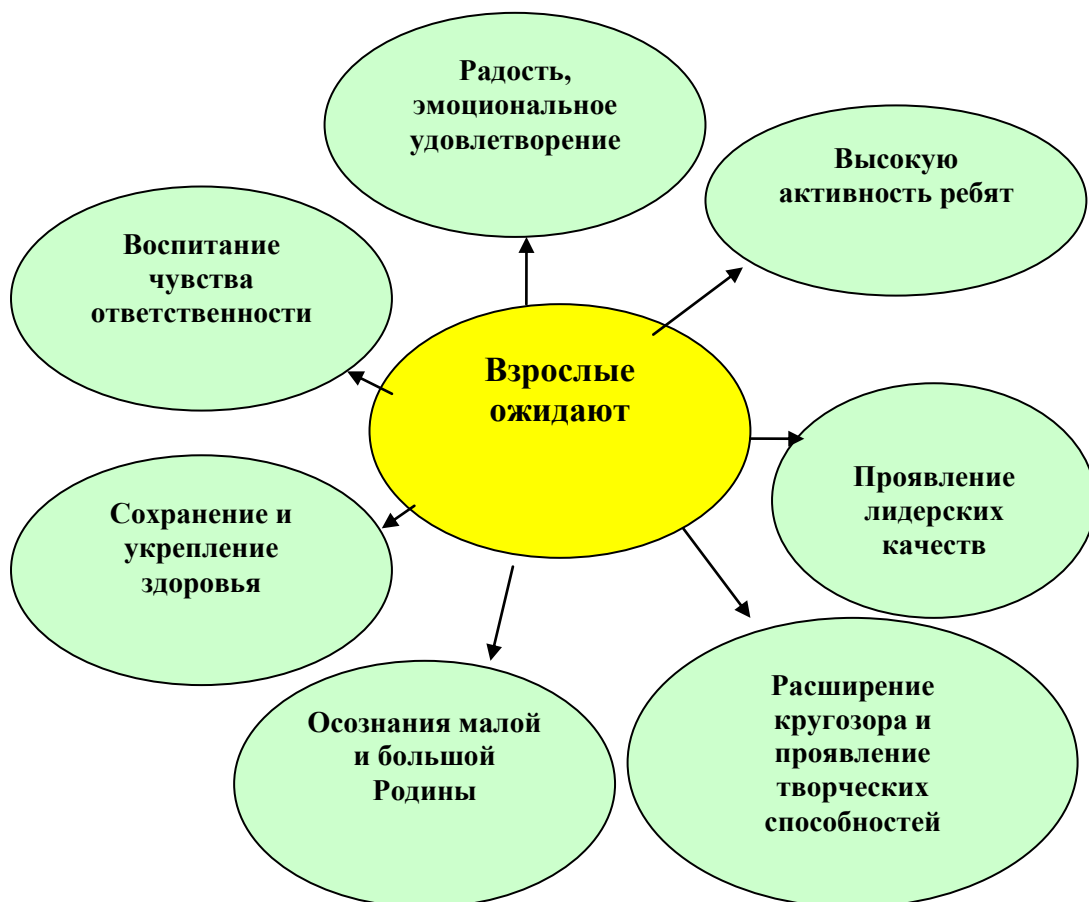 Радость,
эмоциональное
удовлетворение
Высокую
активность ребят
Воспитание
чувства
ответственности
Взрослые
ожидают
Проявление
лидерских
качеств
Сохранение и
укрепление
здоровья
Расширение
кругозора и
проявление
творческих
способностей
Осознания малой
и большой
Родины